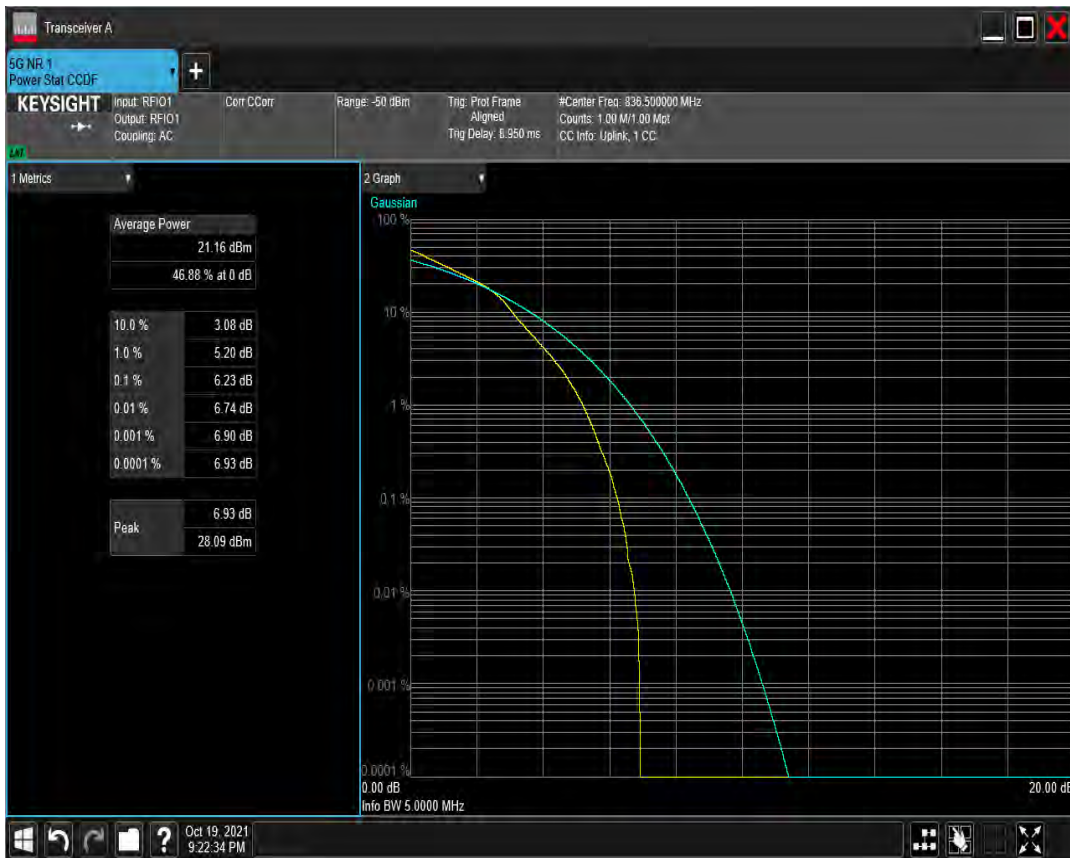 Transceiver A
5G NR 1
Power Stat CCDF
+
KEYSIGHT
Input: RFIO1
Output: RFIO1
Coupling: AC
Corr CCorr
Range: -50 dBm
Trig: Prot Frame
Aligned
Trig Delay: 8.950 ms
#Center Freq: 836.500000 MHz
Counts: 1.00 M/1.00 Mpt
CC Info: Uplink, 1 CC
1 Metrics
Average Power
21.16 dBm
46.88 % at 0 dB
10.0 % 3.08 dB
1.0 % 5.20 dB
0.1 % 6.23 dB
0.01 % 6.74 dB
0.001 % 6.90 dB
0.0001 % 6.93 dB
Peak
6.93 dB
28.09 dBm
2 Graph
Gaussian
100 %
10 %
1 %
0.1 %
0.01 %
0.001 %
0.0001 %
0.00 dB
20.00 dB
Info BW 5.0000 MHz
?
Oct 19, 2021
9:22:34 PM